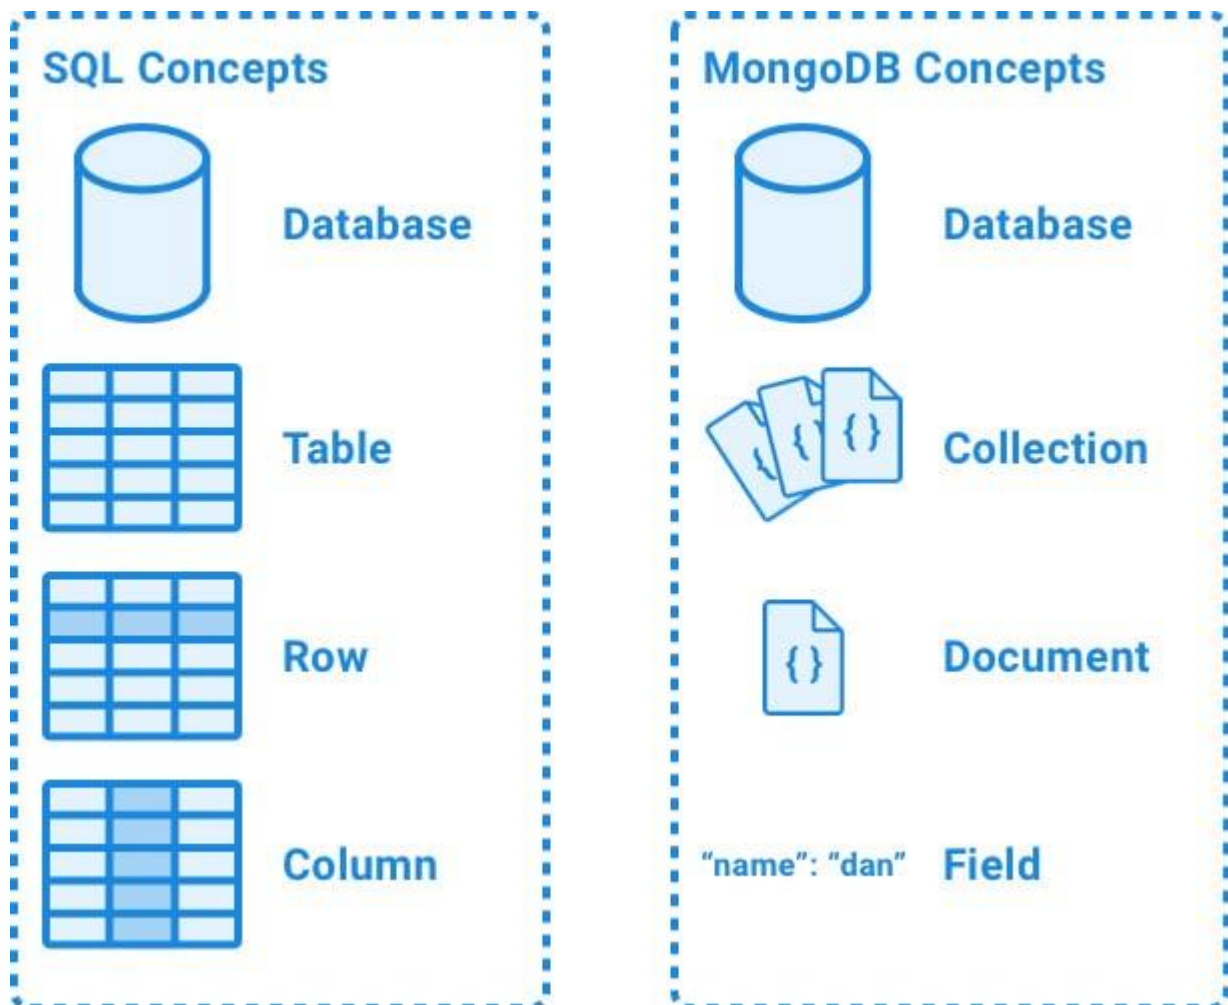 SQL Concepts
Database
Table
Row
Column
MongoDB Concepts
Database
{ }
{ }
{ }
Collection
{ }
Document
“name”: “dan” Field